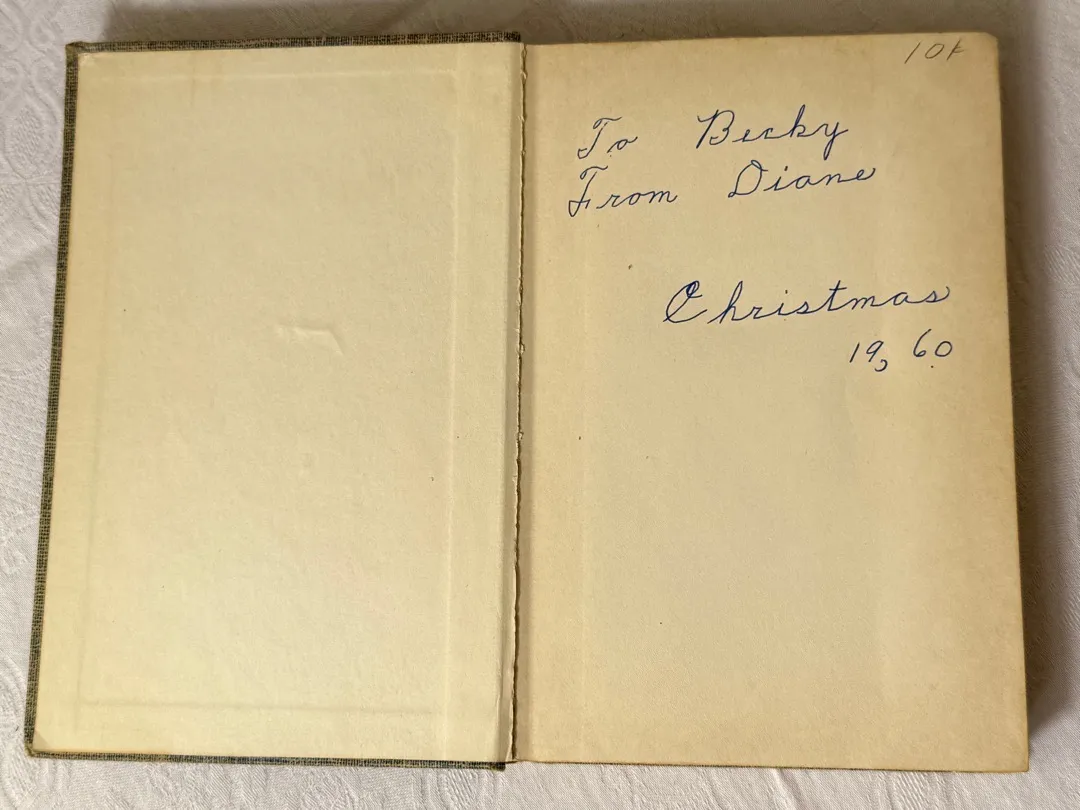 10¢
To Becky
From Diane
Christmas
19, 60